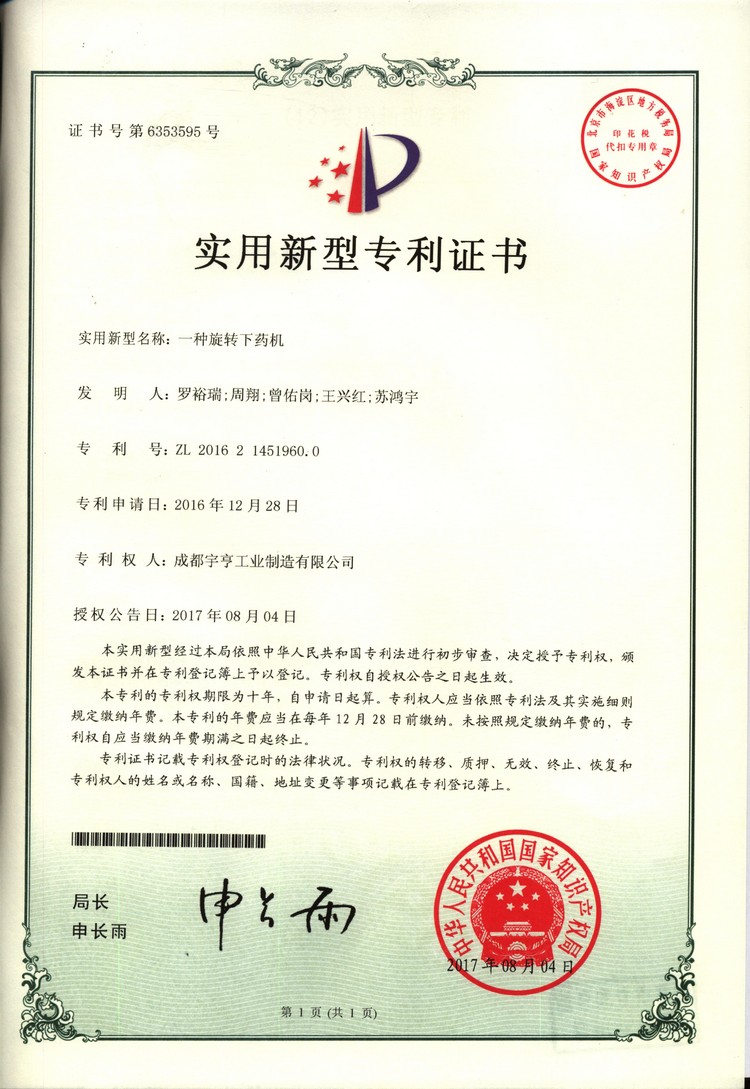 证书号第6353595号
北京市海淀区地方税务局
印花税
代扣专用章
国家知识产权局
实用新型专利证书
实用新型名称：一种旋转下药机
发明人：罗裕瑞;周翔;曾佑岗;王兴红;苏鸿宇
专利号：ZL 2016 2 1451960.0
专利申请日：2016年12月28日
专利权人：成都宇亨工业制造有限公司
授权公告日：2017年08月04日
本实用新型经过本局依照中华人民共和国专利法进行初步审查，决定授予专利权，颁
发本证书并在专利登记簿上予以登记。专利权自授权公告之日起生效。
本专利的专利权期限为十年，自申请日起算。专利权人应当依照专利法及其实施细则
规定缴纳年费。本专利的年费应当在每年12月28日前缴纳。未按照规定缴纳年费的，专
利权自应当缴纳年费期满之日起终止。
专利证书记载专利权登记时的法律状况。专利权的转移、质押、无效、终止、恢复和
专利权人的姓名或名称、国籍、地址变更等事项记载在专利登记簿上。
局长
申长雨
申长雨
中华人民共和国国家知识产权局
2017年08月04日
第1页(共1页)